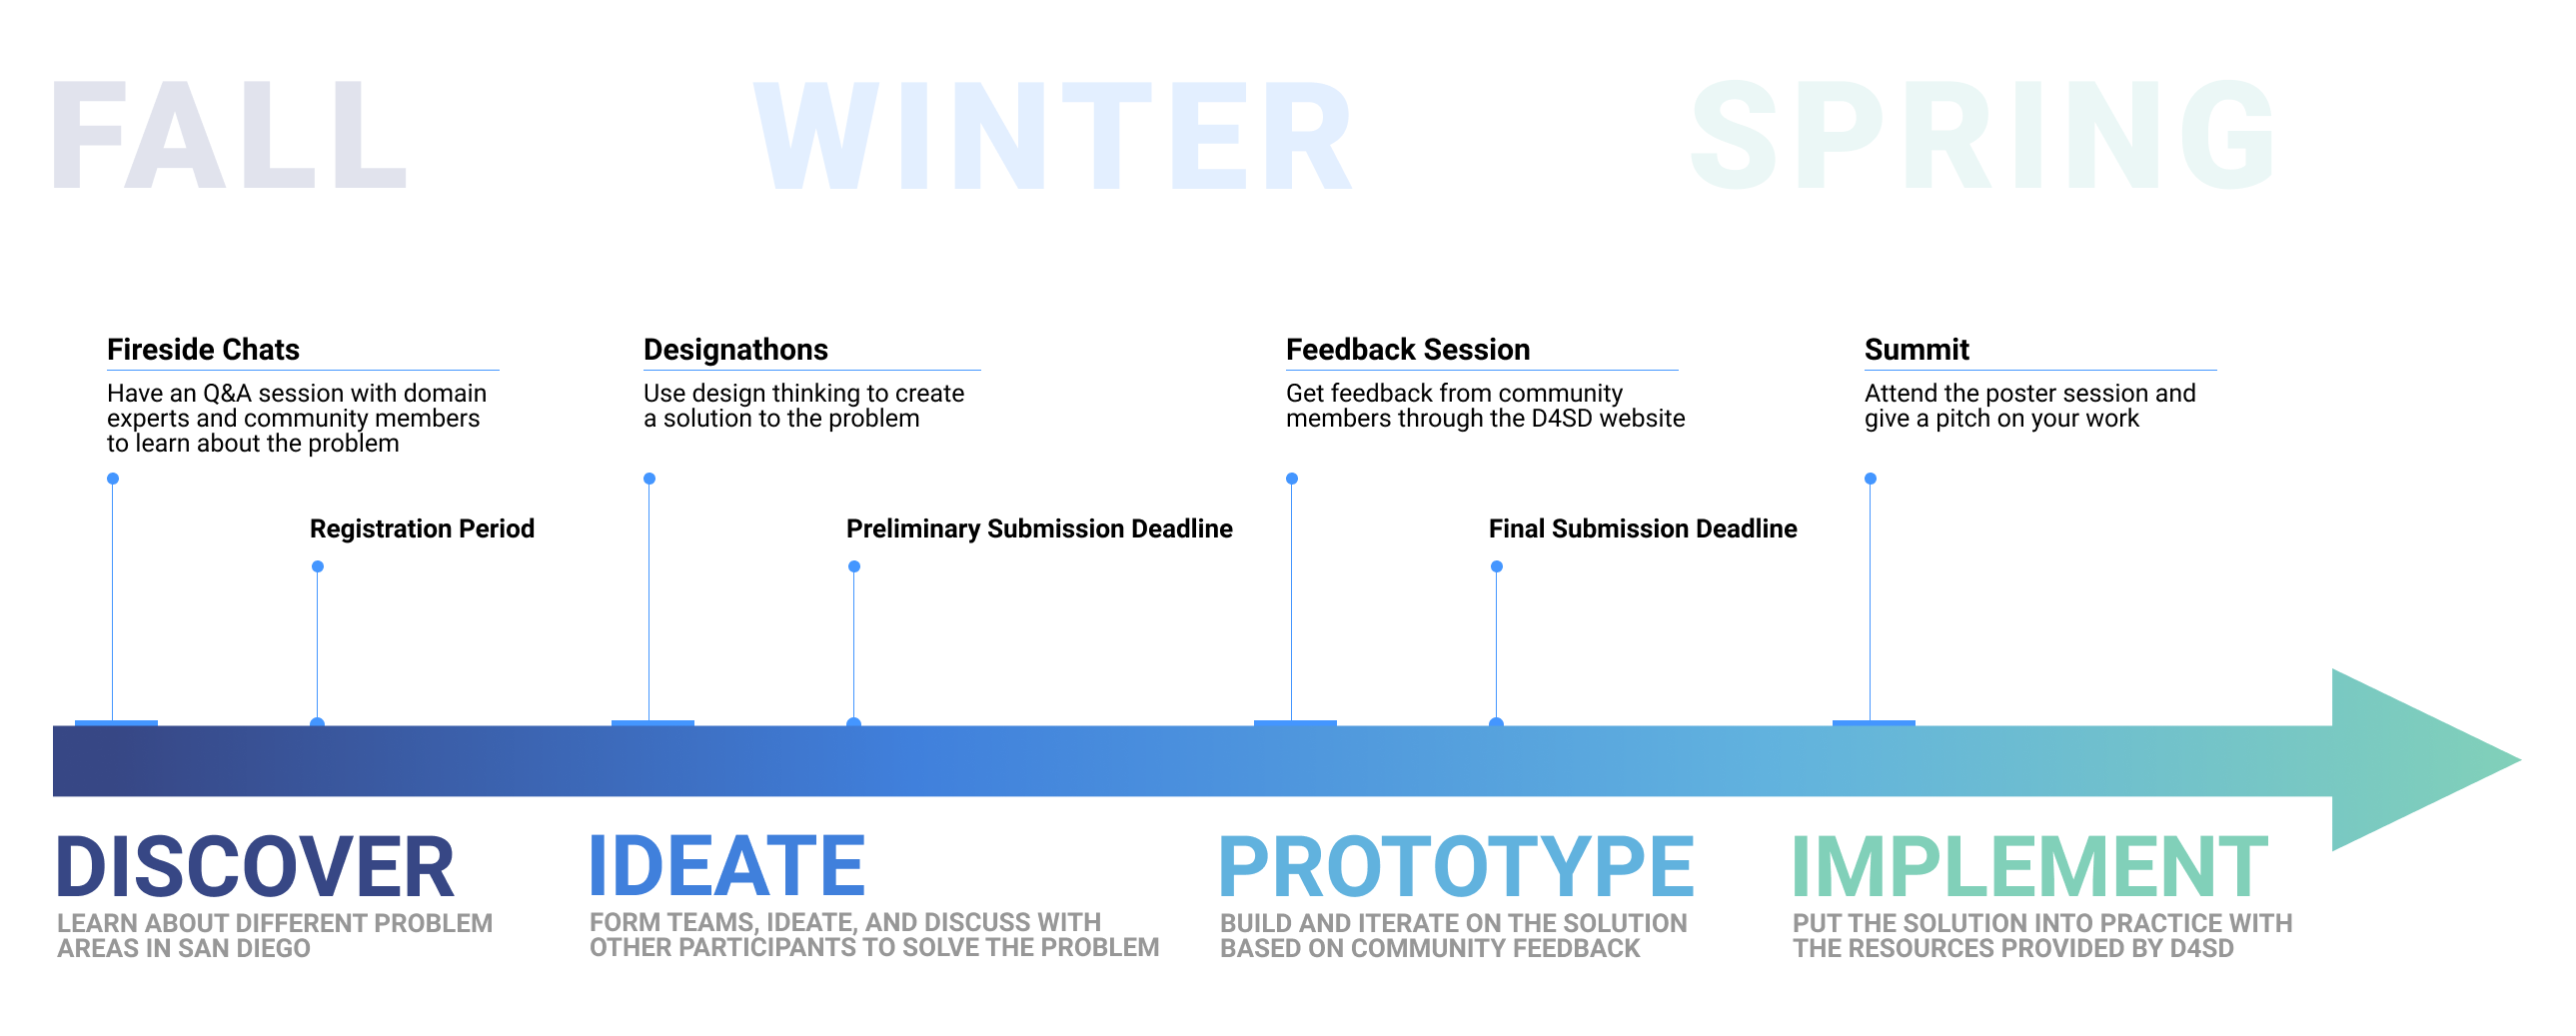 FALL
WINTER
SPRING
Fireside Chats
Have an Q&A session with domain
experts and community members
to learn about the problem
Designathons
Use design thinking to create
a solution to the problem
Feedback Session
Get feedback from community
members through the D4SD website
Summit
Attend the poster session and
give a pitch on your work
Registration Period
Preliminary Submission Deadline
Final Submission Deadline
DISCOVER
LEARN ABOUT DIFFERENT PROBLEM
AREAS IN SAN DIEGO
IDEATE
FORM TEAMS, IDEATE, AND DISCUSS WITH
OTHER PARTICIPANTS TO SOLVE THE PROBLEM
PROTOTYPE
BUILD AND ITERATE ON THE SOLUTION
BASED ON COMMUNITY FEEDBACK
IMPLEMENT
PUT THE SOLUTION INTO PRACTICE WITH
THE RESOURCES PROVIDED BY D4SD